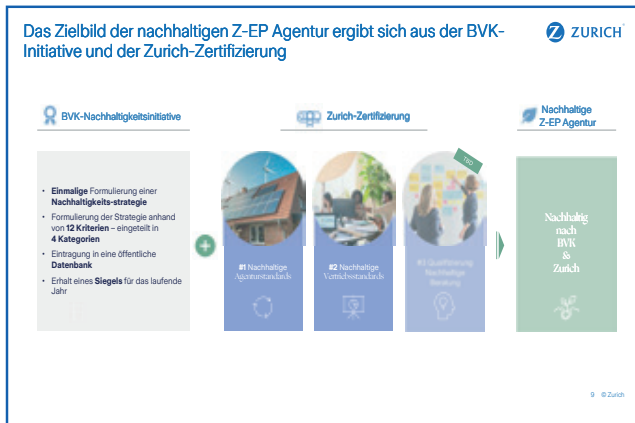 Das Zielbild der nachhaltigen Z-EP Agentur ergibt sich aus der BVK-
Initiative und der Zurich-Zertifizierung
ZURICH
BVK-Nachhaltigkeitsinitiative
Zurich-Zertifizierung
Nachhaltige
Z-EP Agentur
• Einmalige Formulierung einer
Nachhaltigkeits-strategie
• Formulierung der Strategie anhand
von 12 Kriterien – eingeteilt in
4 Kategorien
• Eintragung in eine öffentliche
Datenbank
• Erhalt eines Siegels für das laufende
Jahr
#1 Nachhaltige
Agenturstandards
#2 Nachhaltige
Vertriebsstandards
TBD
#3 Qualifizierung
Nachhaltige
Beratung
Nachhaltig
nach
BVK
&
Zurich
9 © Zurich